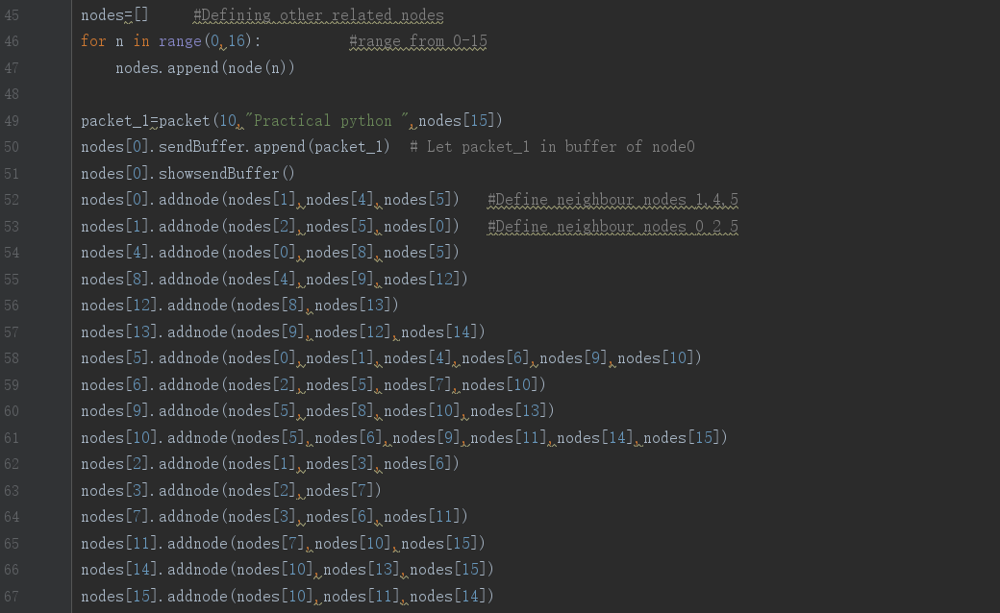 45 nodes=[]     #Defining other related nodes
46 for n in range(0,16):          #range from 0-15
47     nodes.append(node(n))
48
49 packet_1=packet(10,"Practical python ",nodes[15])
50 nodes[0].sendBuffer.append(packet_1)  # Let packet_1 in buffer of node0
51 nodes[0].showsendBuffer()
52 nodes[0].addnode(nodes[1],nodes[4],nodes[5])   #Define neighbour nodes 1,4,5
53 nodes[1].addnode(nodes[2],nodes[5],nodes[0])   #Define neighbour nodes 0,2,5
54 nodes[4].addnode(nodes[0],nodes[8],nodes[5])
55 nodes[8].addnode(nodes[4],nodes[9],nodes[12])
56 nodes[12].addnode(nodes[8],nodes[13])
57 nodes[13].addnode(nodes[9],nodes[12],nodes[14])
58 nodes[5].addnode(nodes[0],nodes[1],nodes[4],nodes[6],nodes[9],nodes[10])
59 nodes[6].addnode(nodes[2],nodes[5],nodes[7],nodes[10])
60 nodes[9].addnode(nodes[5],nodes[8],nodes[10],nodes[13])
61 nodes[10].addnode(nodes[5],nodes[6],nodes[9],nodes[11],nodes[14],nodes[15])
62 nodes[2].addnode(nodes[1],nodes[3],nodes[6])
63 nodes[3].addnode(nodes[2],nodes[7])
64 nodes[7].addnode(nodes[3],nodes[6],nodes[11])
65 nodes[11].addnode(nodes[7],nodes[10],nodes[15])
66 nodes[14].addnode(nodes[10],nodes[13],nodes[15])
67 nodes[15].addnode(nodes[10],nodes[11],nodes[14])